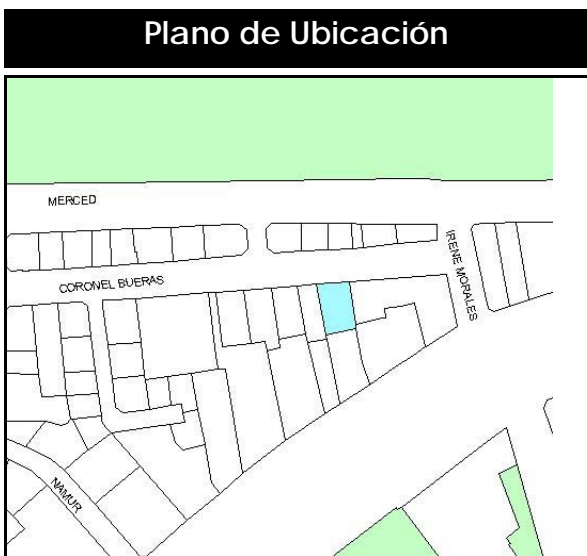 Plano de Ubicación
MERCED
CORONEL BUERAS
IRENE MORALES
NAMUR